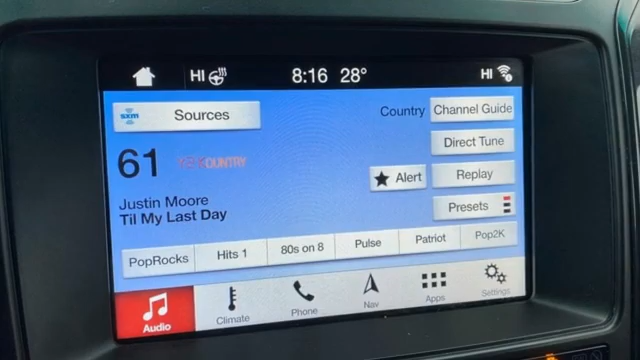 HI 8:16 28° HI
sxm Sources
Country Channel Guide
Direct Tune
61
Alert Replay
Justin Moore
Til My Last Day
Presets
PopRocks Hits 1 80s on 8 Pulse Patriot Pop2K
Audio Climate Phone Nav Apps Settings